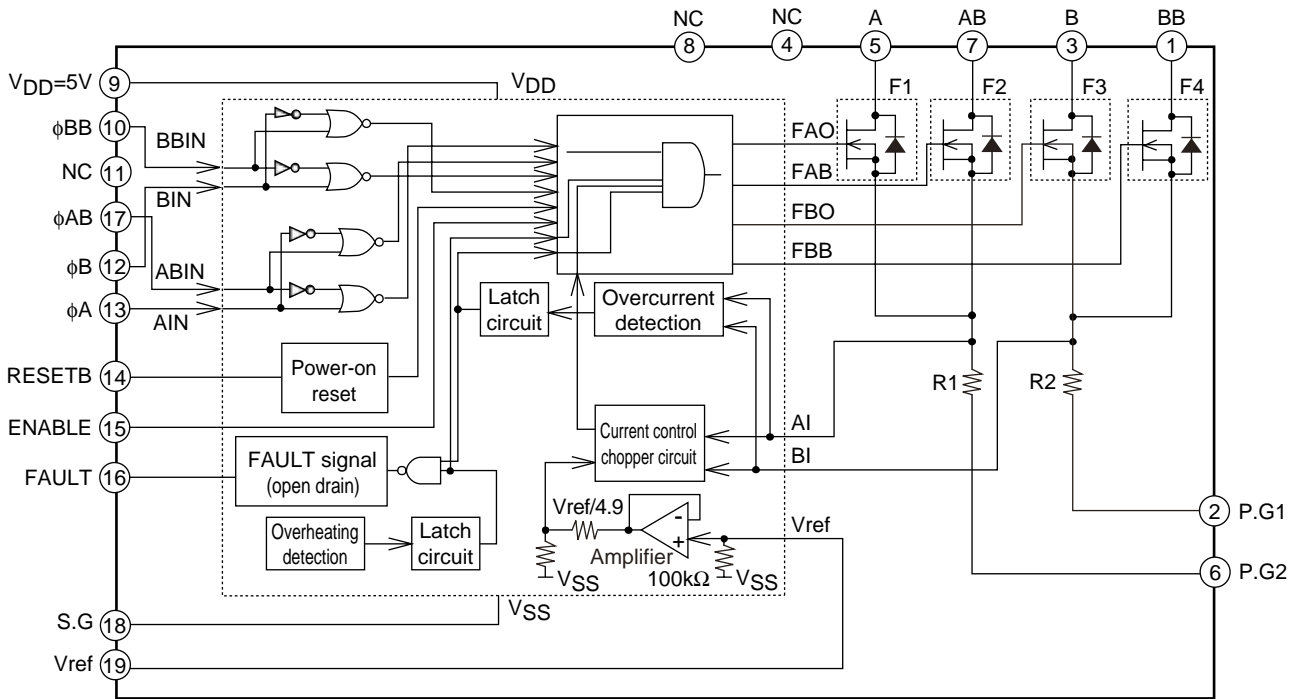 NC
NC
A
AB
B
BB
8
4
5
7
3
1
VDD=5V
9
VDD
F1
F2
F3
F4
ϕBB
10
BBIN
FAO
NC
11
BIN
FAB
ϕAB
17
FBO
ϕB
12
ABIN
FBB
ϕA
13
AIN
Latch
circuit
Overcurrent
detection
RESETB
14
Power-on
reset
R1
R2
ENABLE
15
Current control
chopper circuit
AI
BI
FAULT
16
FAULT signal
(open drain)
Vref/4.9
-
+
Amplifier
Vref
2
P.G1
Overheating
detection
Latch
circuit
VSS
100kΩ
VSS
6
P.G2
VSS
S.G
18
Vref
19